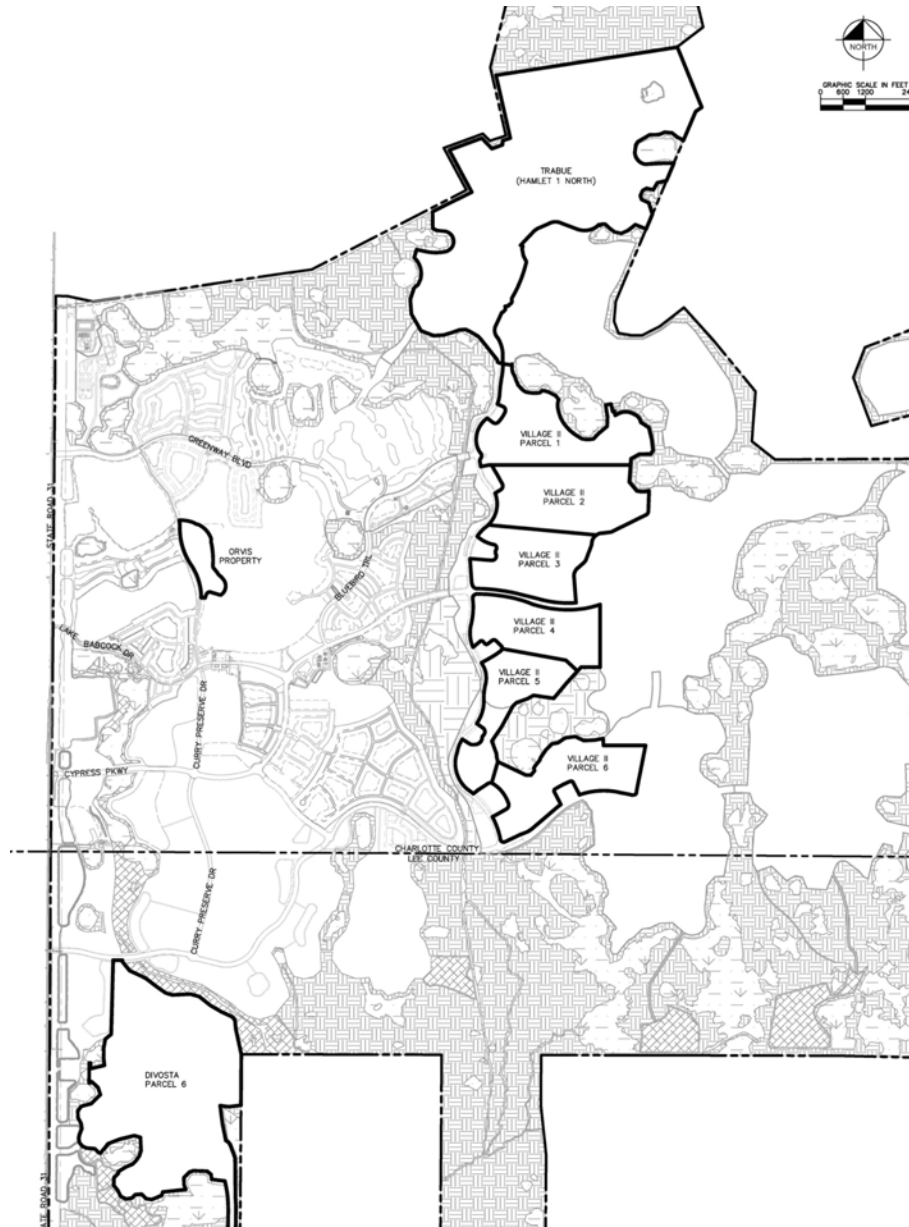 NORTH
GRAPHIC SCALE IN FEET
0 600 1200 24
TRABUE
(HAMLET 1 NORTH)
GREENWAY BLVD
VILLAGE II
PARCEL 1
STATE ROAD 31
VILLAGE II
PARCEL 2
ORVIS
PROPERTY
BLUEBIRD TRL
VILLAGE II
PARCEL 3
VILLAGE II
PARCEL 4
LAKE BABCOCK DR
VILLAGE II
PARCEL 5
CURRY PRESERVE DR
CYPRESS PKWY
VILLAGE II
PARCEL 6
CHARLOTTE COUNTY
LEE COUNTY
CURRY PRESERVE DR
DIVOSTA
PARCEL 6
ATE ROAD 31